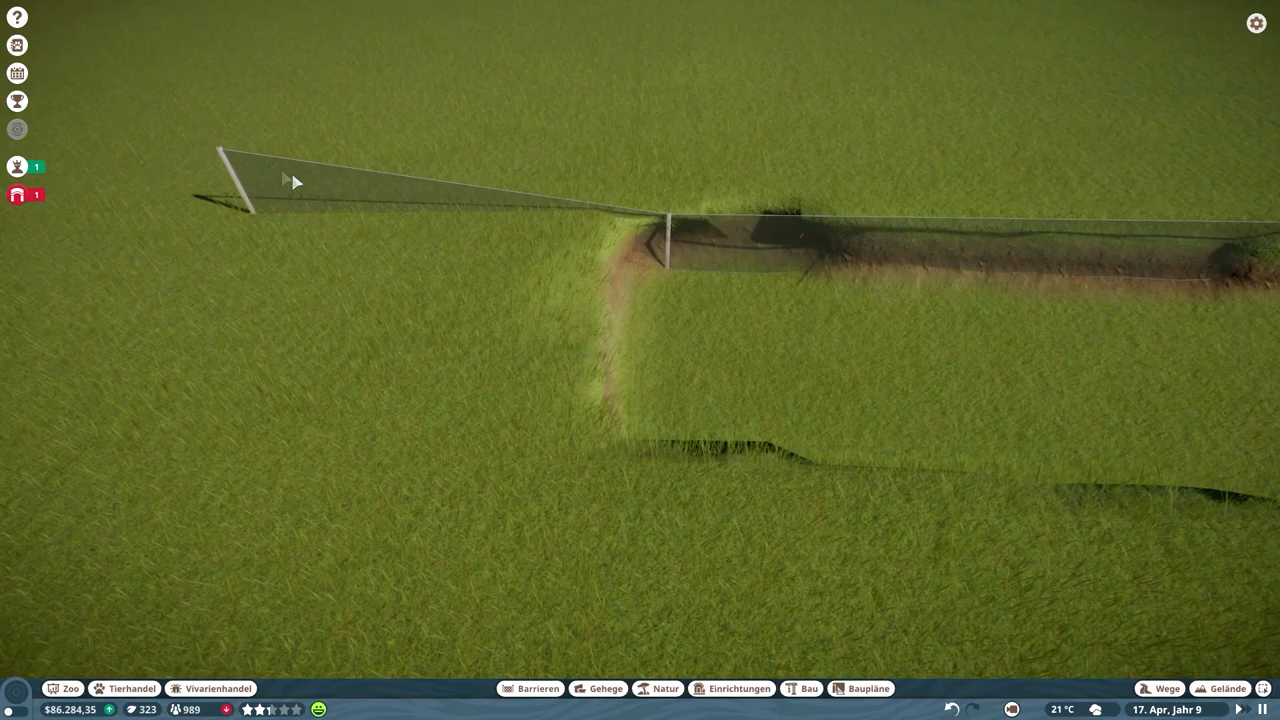 ?
1
1
Zoo Tierhandel Vivarienhandel Barrieren Gehege Natur Einrichtungen Bau Baupläne Wege Gelände
$86.284,35 323 989 21 °C 17. Apr, Jahr 9